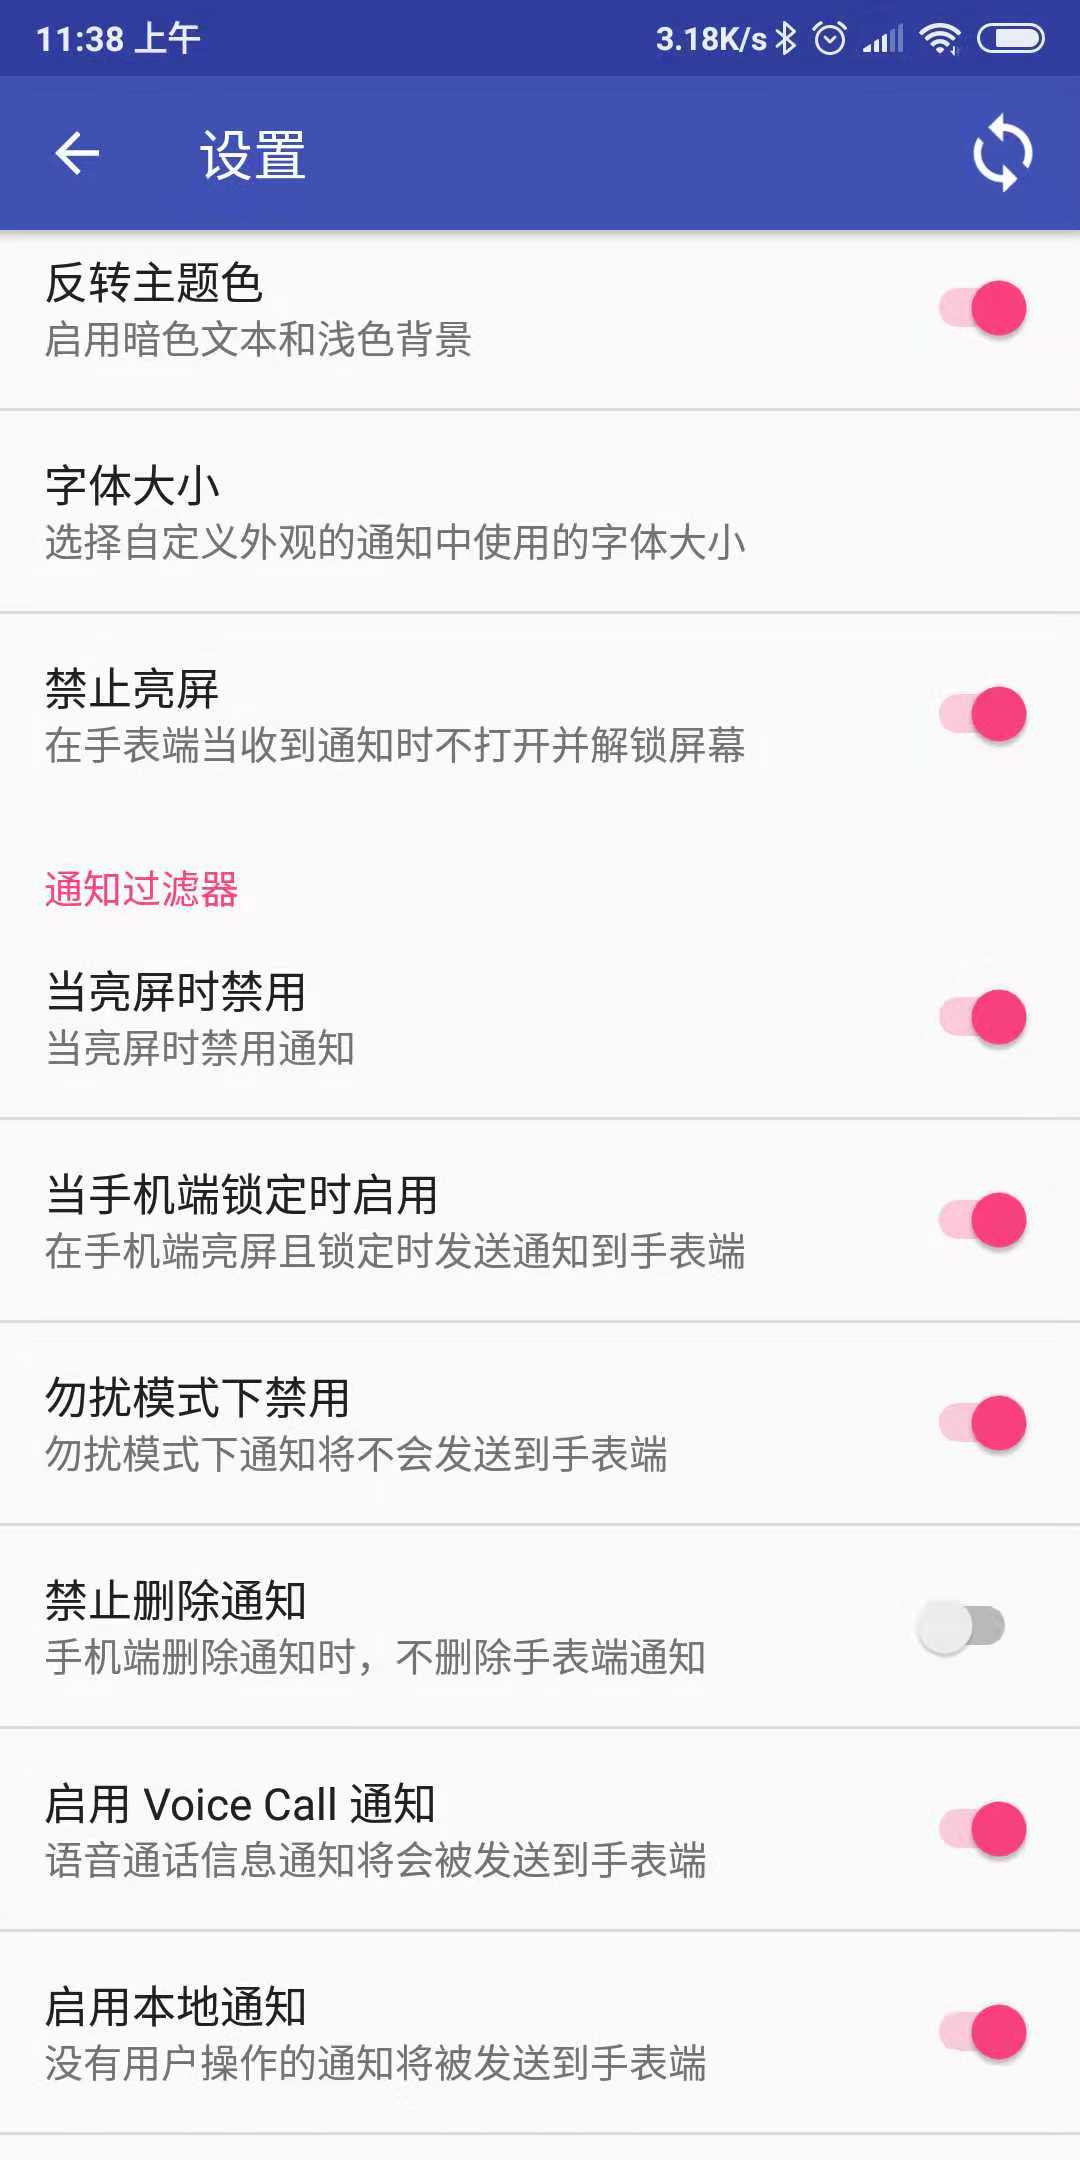 11:38 上午
3.18K/s
设置
反转主题色
启用暗色文本和浅色背景
字体大小
选择自定义外观的通知中使用的字体大小
禁止亮屏
在手表端当收到通知时不打开并解锁屏幕
通知过滤器
当亮屏时禁用
当亮屏时禁用通知
当手机端锁定时启用
在手机端亮屏且锁定时发送通知到手表端
勿扰模式下禁用
勿扰模式下通知将不会发送到手表端
禁止删除通知
手机端删除通知时，不删除手表端通知
启用 Voice Call 通知
语音通话信息通知将会被发送到手表端
启用本地通知
没有用户操作的通知将被发送到手表端